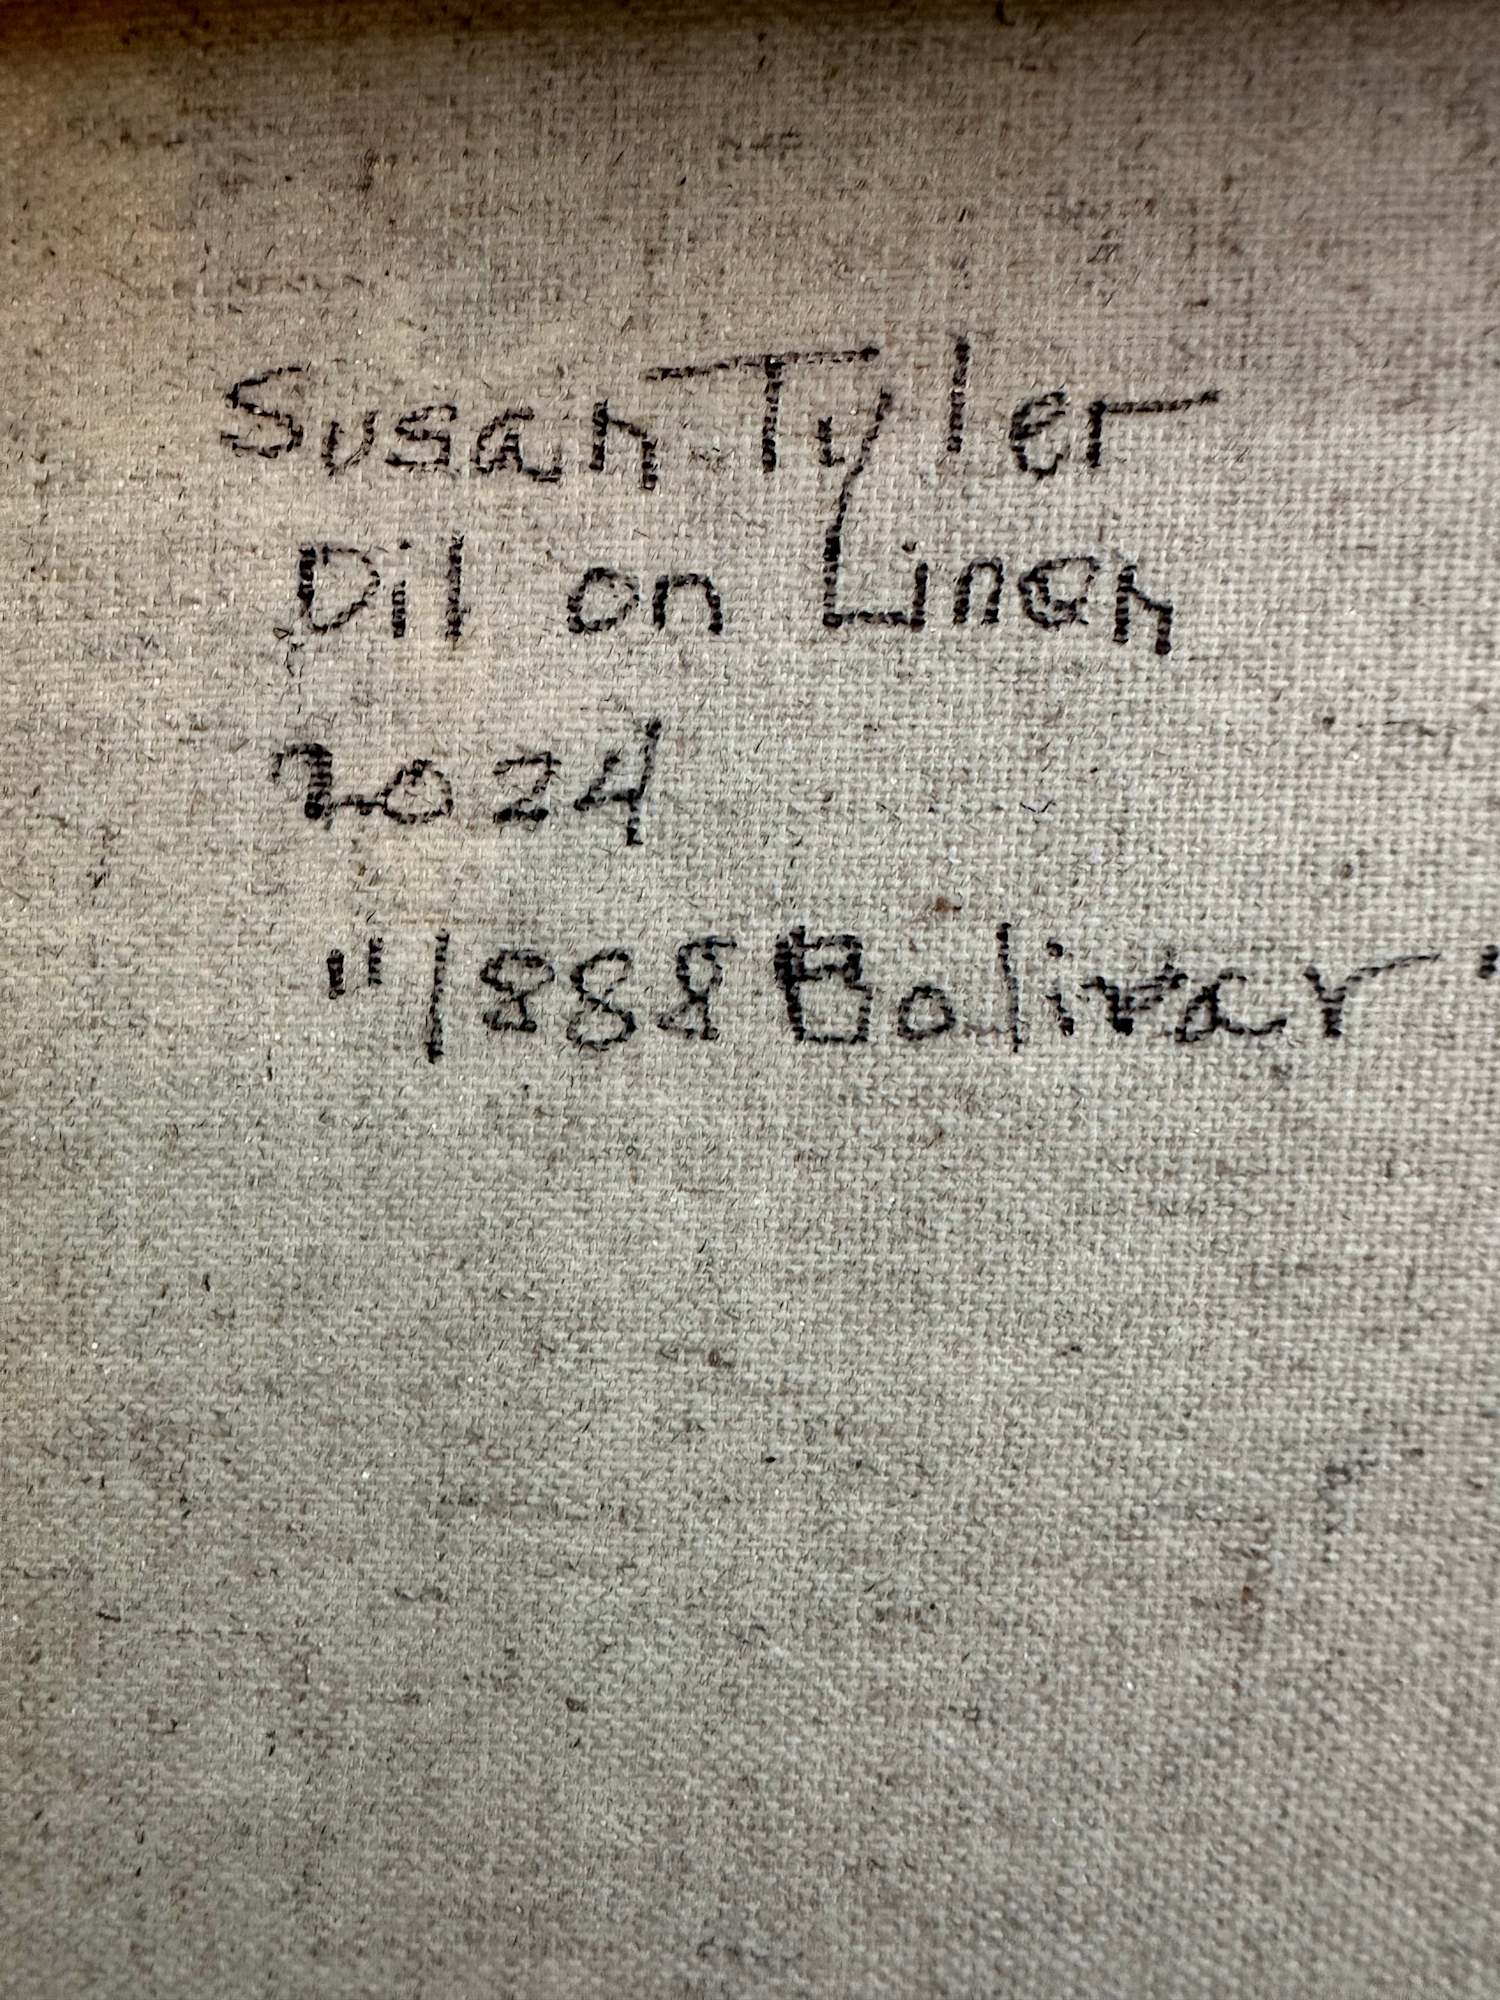 Susan Tyler
Oil on Linen
2024
"1888 Bolivar"